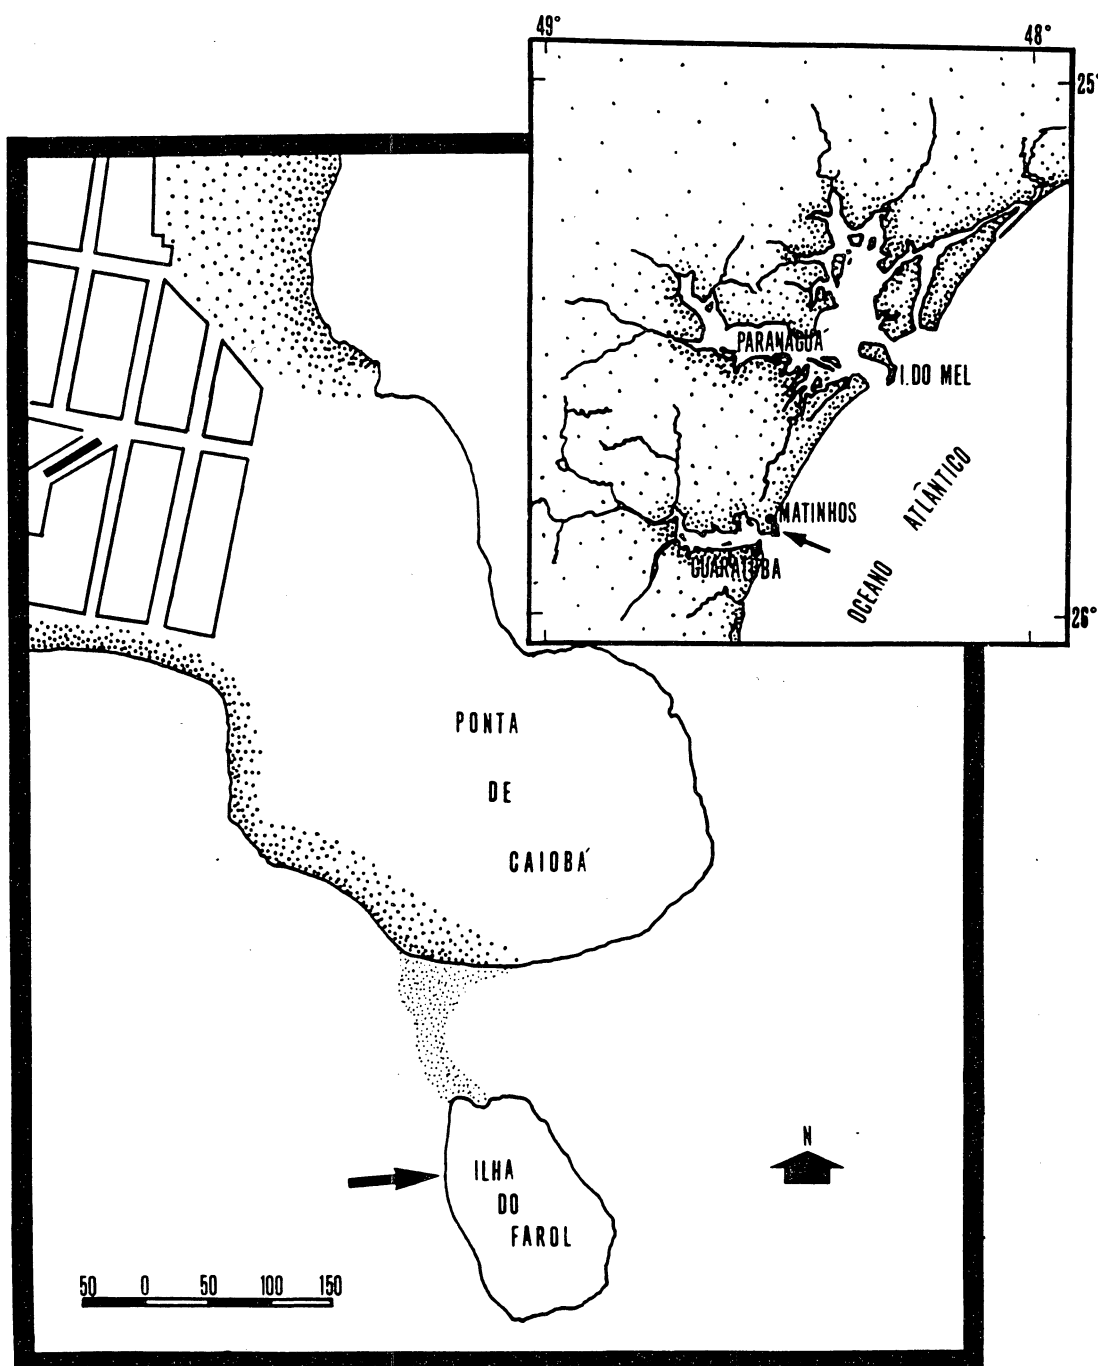 49°
48°
25°
PARANAGUÁ
I.DO MEL
MATINHOS
GUARATUBA
OCEANO ATLÂNTICO
26°
PONTA
DE
CAIOBÁ
N
ILHA
DO
FAROL
50 0 50 100 150